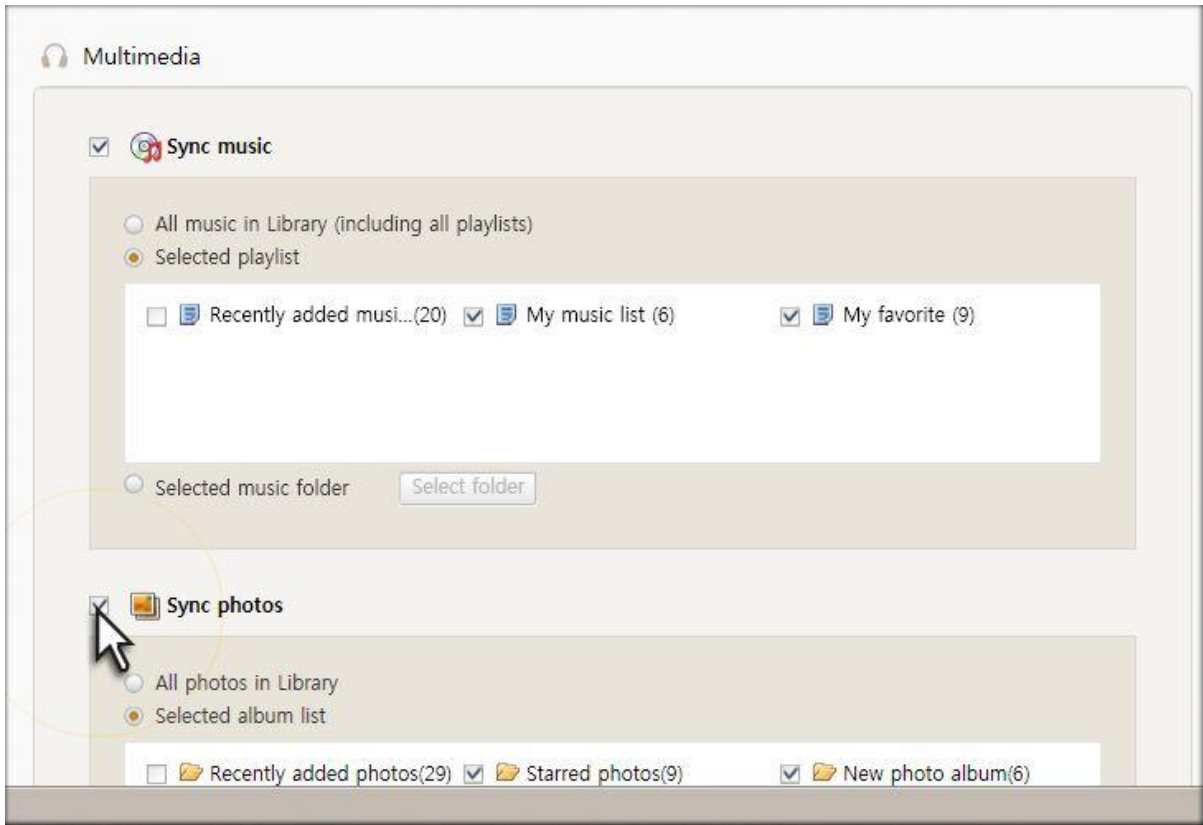 Multimedia
Sync music
All music in Library (including all playlists)
Selected playlist
Recently added musi...(20) My music list (6) My favorite (9)
Selected music folder Select folder
Sync photos
All photos in Library
Selected album list
Recently added photos(29) Starred photos(9) New photo album(6)